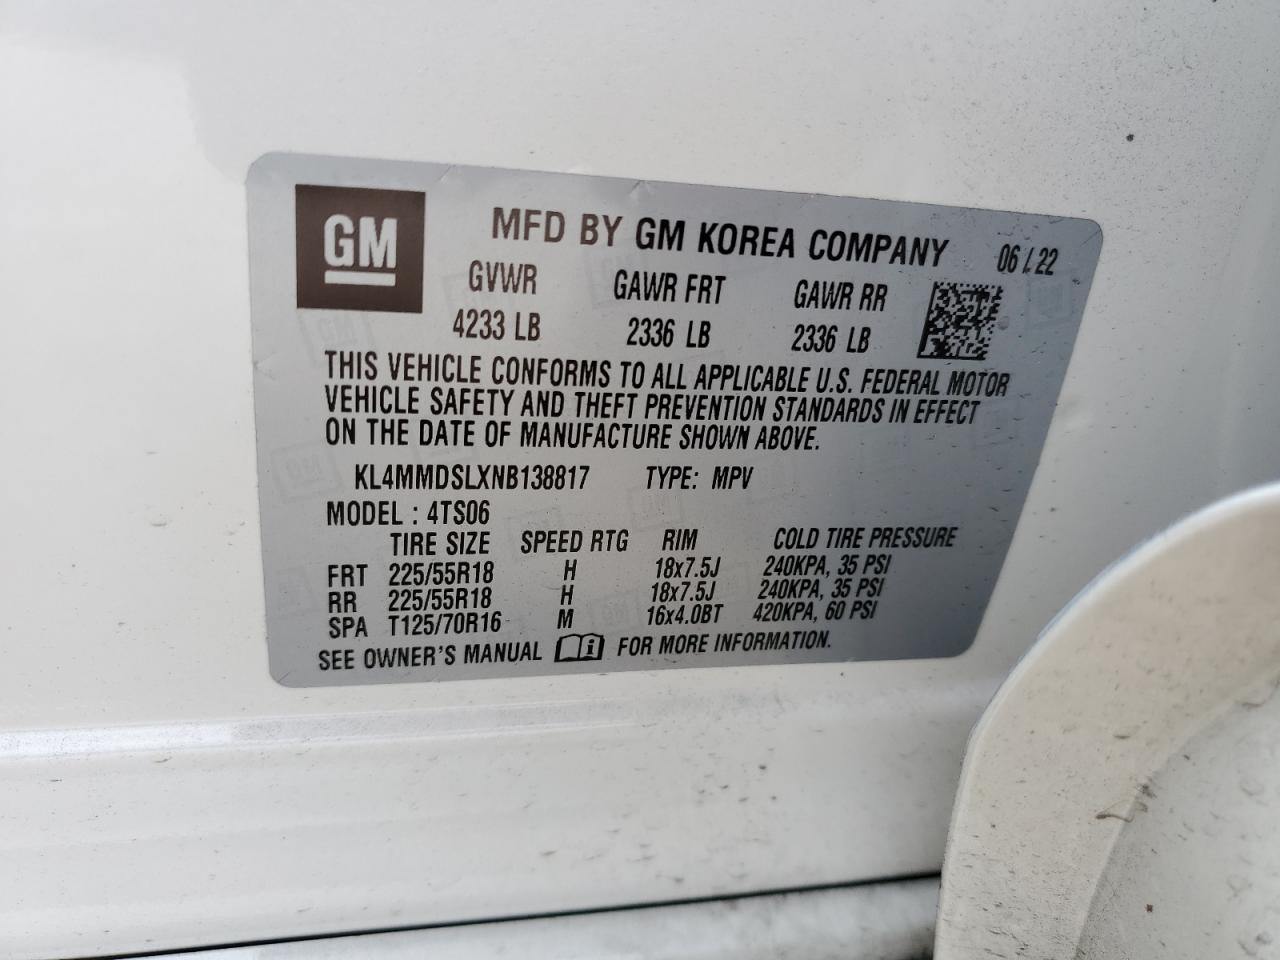 GM
MFD BY GM KOREA COMPANY 06 / 22
GVWR GAWR FRT GAWR RR
4233 LB 2336 LB 2336 LB
THIS VEHICLE CONFORMS TO ALL APPLICABLE U.S. FEDERAL MOTOR
VEHICLE SAFETY AND THEFT PREVENTION STANDARDS IN EFFECT
ON THE DATE OF MANUFACTURE SHOWN ABOVE.
KL4MMDSLXNB138817 TYPE: MPV
MODEL : 4TS06
TIRE SIZE SPEED RTG RIM COLD TIRE PRESSURE
FRT 225/55R18 H 18x7.5J 240KPA, 35 PSI
RR 225/55R18 H 18x7.5J 240KPA, 35 PSI
SPA T125/70R16 M 16x4.0BT 420KPA, 60 PSI
SEE OWNER'S MANUAL FOR MORE INFORMATION.